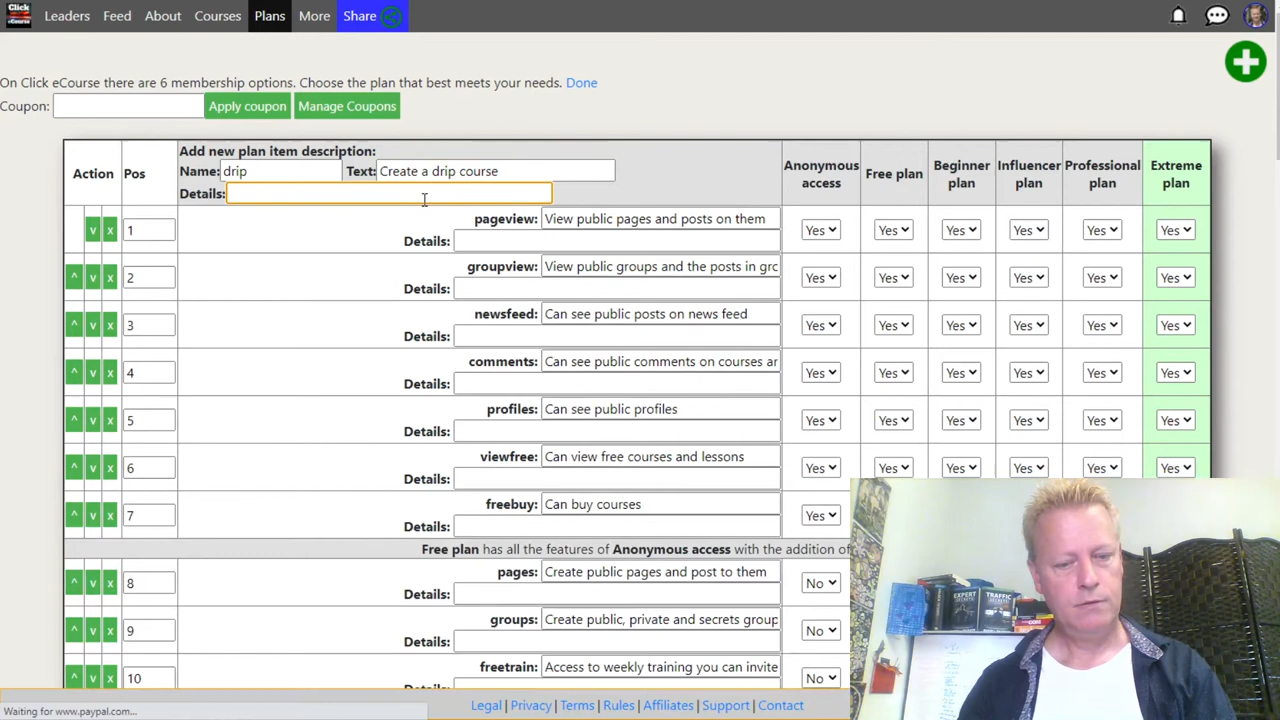 Click
eCourse
Leaders Feed About Courses Plans More Share
On Click eCourse there are 6 membership options. Choose the plan that best meets your needs. Done
Coupon: Apply coupon Manage Coupons
Action Pos Add new plan item description: Anonymous access Free plan Beginner plan Influencer plan Professional plan Extreme plan
Name: drip Text: Create a drip course
Details:
v x 1 pageview: View public pages and posts on them Yes Yes Yes Yes Yes Yes
Details:
^ v x 2 groupview: View public groups and the posts in grc Yes Yes Yes Yes Yes Yes
Details:
^ v x 3 newsfeed: Can see public posts on news feed Yes Yes Yes Yes Yes Yes
Details:
^ v x 4 comments: Can see public comments on courses ar Yes Yes Yes Yes Yes Yes
Details:
^ v x 5 profiles: Can see public profiles Yes Yes Yes Yes Yes Yes
Details:
^ v x 6 viewfree: Can view free courses and lessons Yes Yes Yes Yes Yes Yes
Details:
^ v x 7 freebuy: Can buy courses Yes
Details:
Free plan has all the features of Anonymous access with the addition of
^ v x 8 pages: Create public pages and post to them No
Details:
^ v x 9 groups: Create public, private and secrets group No
Details:
^ v x 10 freetrain: Access to weekly training you can invite No
Details:
EXPERT SECRETS TRAFFIC SECRETS
Waiting for www.paypal.com...
Legal | Privacy | Terms | Rules | Affiliates | Support | Contact